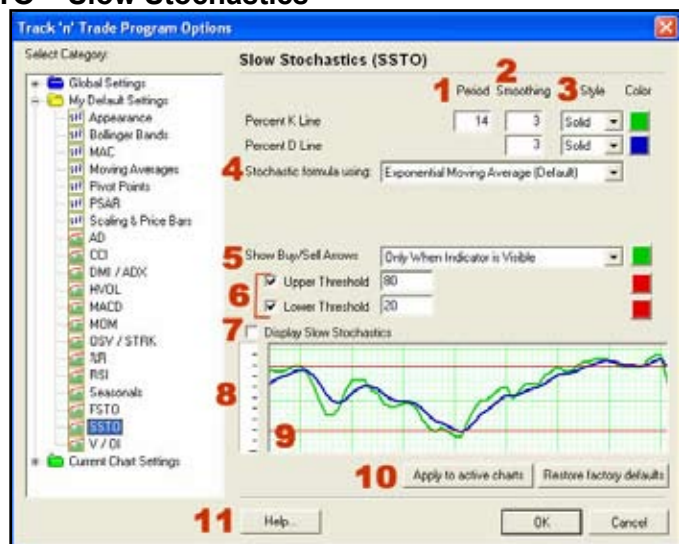 SSTO – Slow Stochastics
Track 'n' Trade Program Options
Select Category:
Global Settings
My Default Settings
Appearance
Bollinger Bands
MAC
Moving Averages
Pivot Points
PSAR
Scaling & Price Bars
AD
CCI
DMI / ADX
HVOL
MACD
MOM
OSV / STRK
%R
RSI
Seasonals
FSTO
SSTO
V / OI
Current Chart Settings
Slow Stochastics (SSTO)
1 Period 2 Smoothing 3 Style Color
Percent K Line 14 3 Solid
Percent D Line 3 Solid
4 Stochastic formula using: Exponential Moving Average (Default)
5 Show Buy/Sell Arrows Only When Indicator is Visible
6 Upper Threshold 80
Lower Threshold 20
7 Display Slow Stochastics
8
9
10 Apply to active charts Restore factory defaults
11 Help... OK Cancel